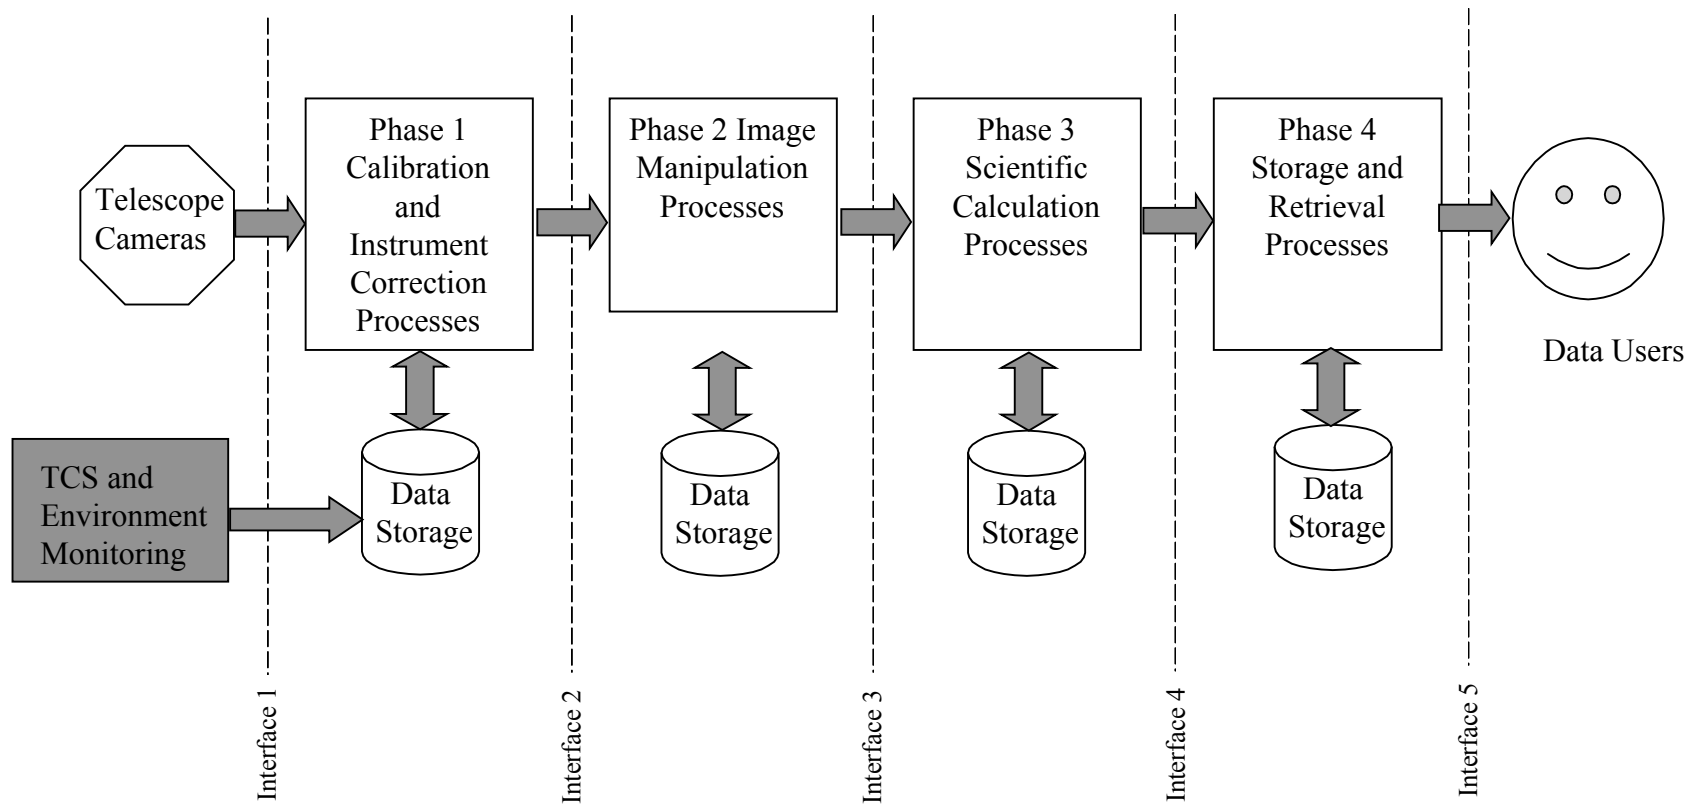 Telescope
Cameras
Phase 1
Calibration
and
Instrument
Correction
Processes
Phase 2 Image
Manipulation
Processes
Phase 3
Scientific
Calculation
Processes
Phase 4
Storage and
Retrieval
Processes
Data Users
TCS and
Environment
Monitoring
Data
Storage
Data
Storage
Data
Storage
Data
Storage
Interface 1
Interface 2
Interface 3
Interface 4
Interface 5